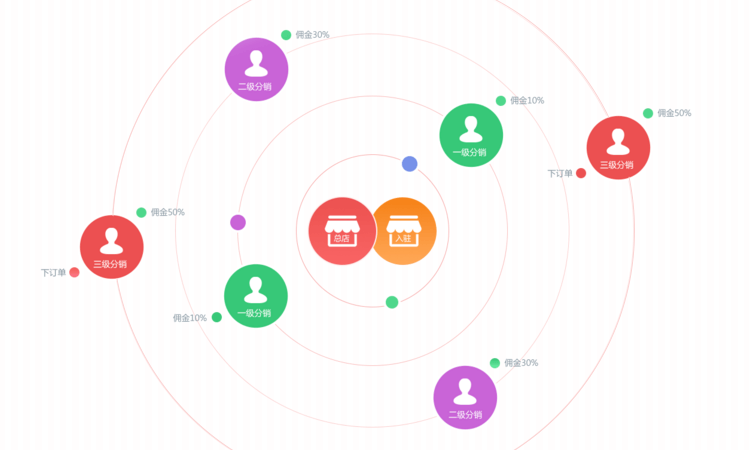 佣金30%
二级分销
佣金10%
一级分销
佣金50%
三级分销
下订单
佣金50%
三级分销
下订单
总店
入驻
一级分销
佣金10%
佣金30%
二级分销